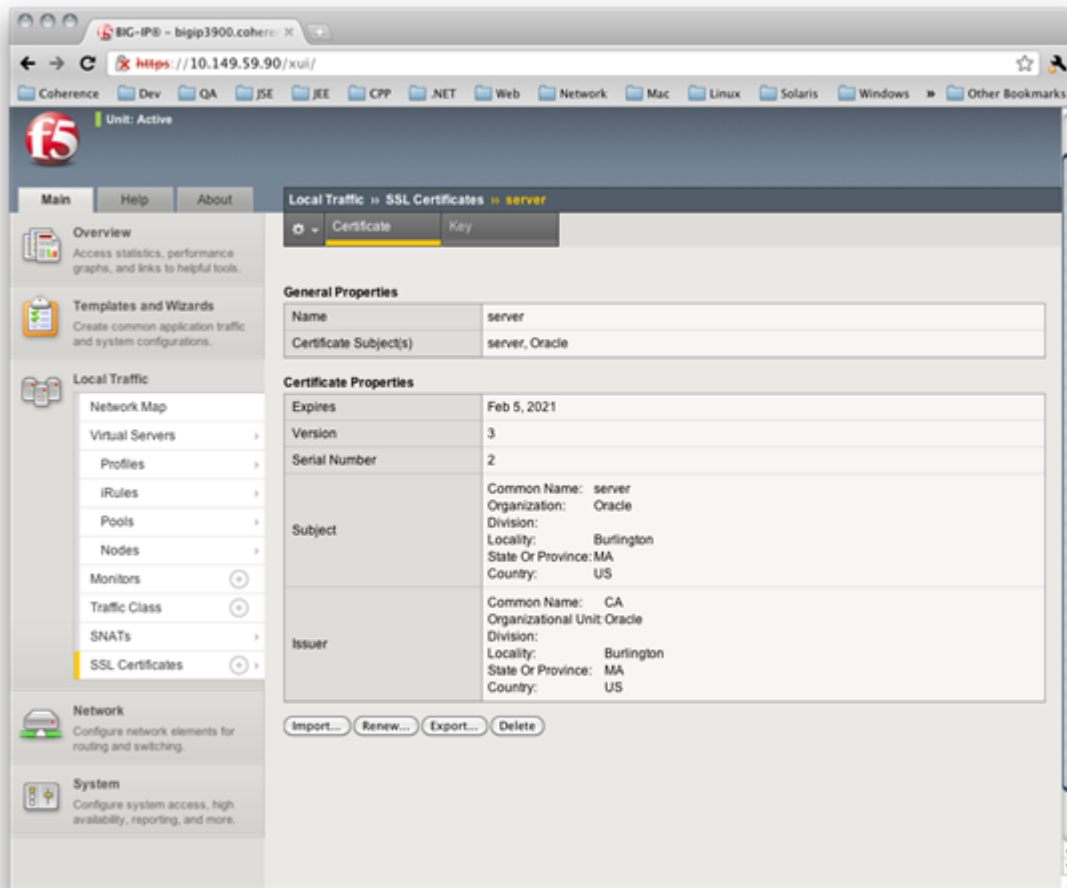 BIG-IP® - bigip3900.cohere
https://10.149.59.90/xui/
Coherence Dev QA JSE JEE CPP .NET Web Network Mac Linux Solaris Windows » Other Bookmarks
f5
Unit: Active
Main Help About
Local Traffic » SSL Certificates » server
Certificate Key
Overview
Access statistics, performance
graphs, and links to helpful tools.
Templates and Wizards
Create common application traffic
and system configurations.
Local Traffic
Network Map
Virtual Servers
Profiles
iRules
Pools
Nodes
Monitors
Traffic Class
SNATs
SSL Certificates
Network
Configure network elements for
routing and switching.
System
Configure system access, high
availability, reporting, and more.
General Properties
Name server
Certificate Subject(s) server, Oracle
Certificate Properties
Expires Feb 5, 2021
Version 3
Serial Number 2
Subject
Common Name: server
Organization: Oracle
Division:
Locality: Burlington
State Or Province: MA
Country: US
Issuer
Common Name: CA
Organizational Unit: Oracle
Division:
Locality: Burlington
State Or Province: MA
Country: US
Import... Renew... Export... Delete